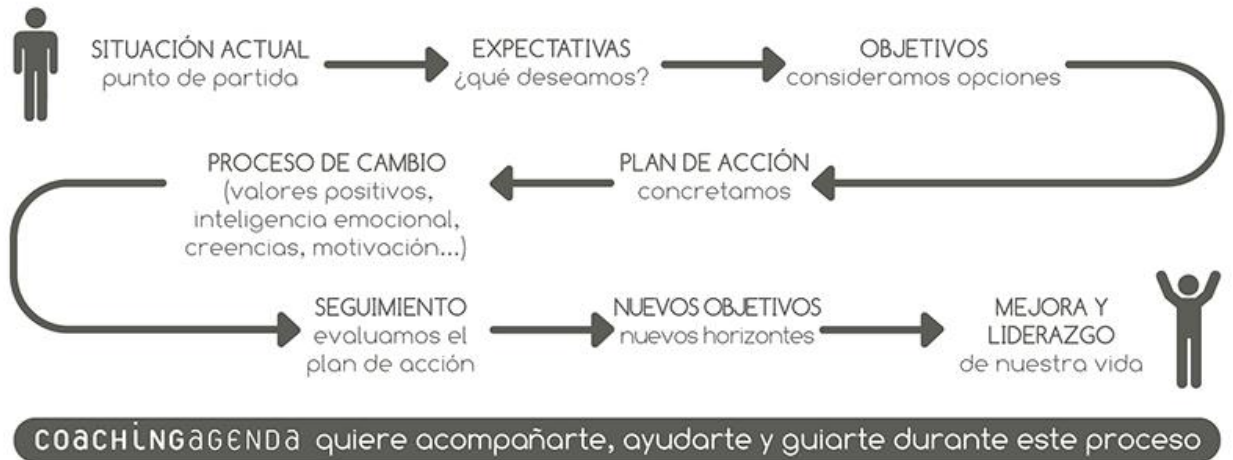 SITUACIÓN ACTUAL
punto de partida
EXPECTATIVAS
¿qué deseamos?
OBJETIVOS
consideramos opciones
PLAN DE ACCIÓN
concretamos
PROCESO DE CAMBIO
(valores positivos,
inteligencia emocional,
creencias, motivación...)
SEGUIMIENTO
evaluamos el
plan de acción
NUEVOS OBJETIVOS
nuevos horizontes
MEJORA Y
LIDERAZGO
de nuestra vida
COACHINGAGENDA quiere acompañarte, ayudarte y guiarte durante este proceso